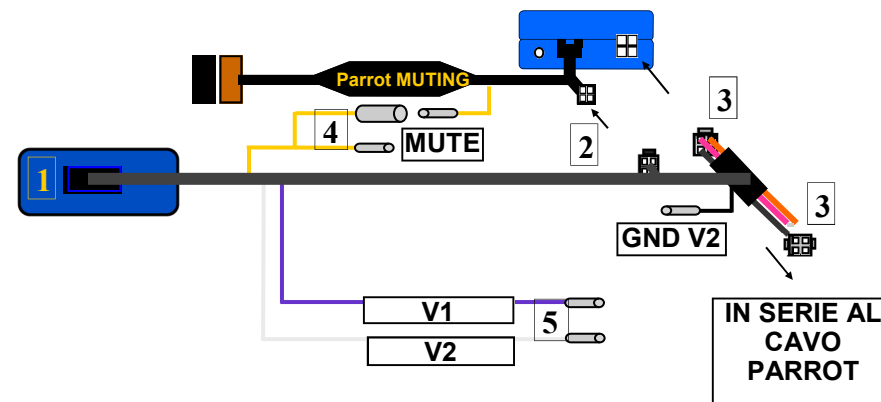 Parrot MUTING
3
4
MUTE
2
1
3
GND V2
V1
5
V2
IN SERIE AL
CAVO
PARROT